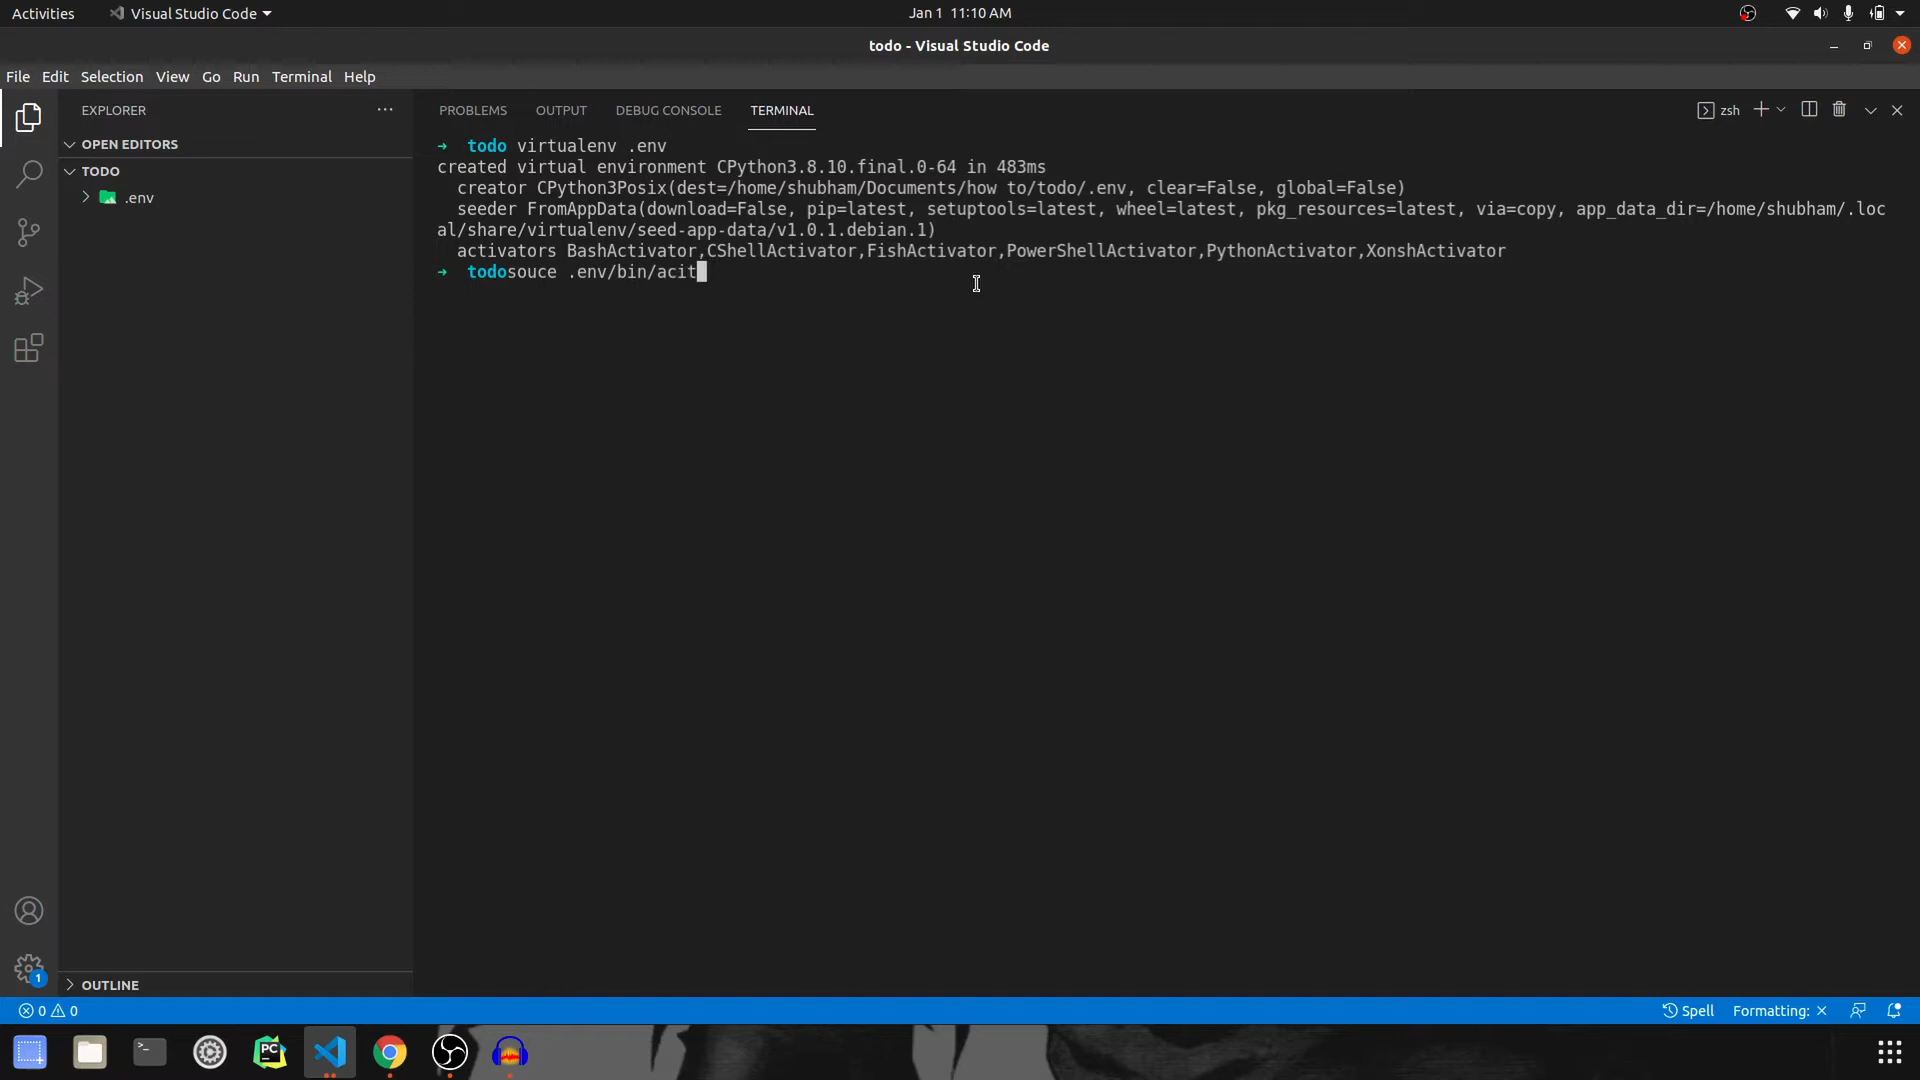 Activities Visual Studio Code Jan 1 11:10 AM
todo - Visual Studio Code
File Edit Selection View Go Run Terminal Help
EXPLORER ··· PROBLEMS OUTPUT DEBUG CONSOLE TERMINAL zsh
OPEN EDITORS
TODO
.env
➜ todo virtualenv .env
created virtual environment CPython3.8.10.final.0-64 in 483ms
creator CPython3Posix(dest=/home/shubham/Documents/how to/todo/.env, clear=False, global=False)
seeder FromAppData(download=False, pip=latest, setuptools=latest, wheel=latest, pkg_resources=latest, via=copy, app_data_dir=/home/shubham/.loc
al/share/virtualenv/seed-app-data/v1.0.1.debian.1)
activators BashActivator,CShellActivator,FishActivator,PowerShellActivator,PythonActivator,XonshActivator
➜ todosouce .env/bin/acit
1
OUTLINE
0 0 Spell Formatting: ×
>_ PC